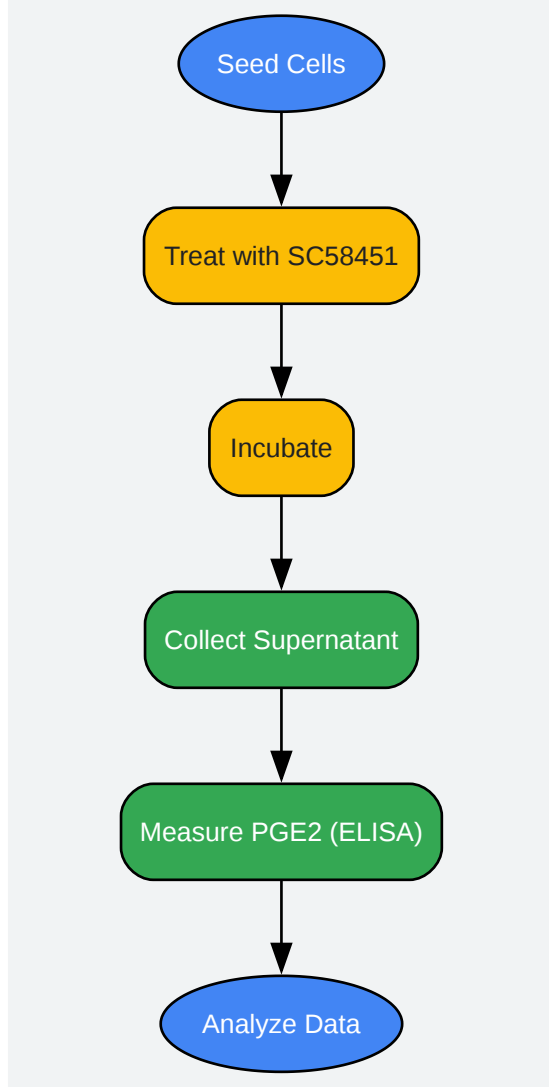 Seed Cells
Treat with SC58451
Incubate
Collect Supernatant
Measure PGE2 (ELISA)
Analyze Data